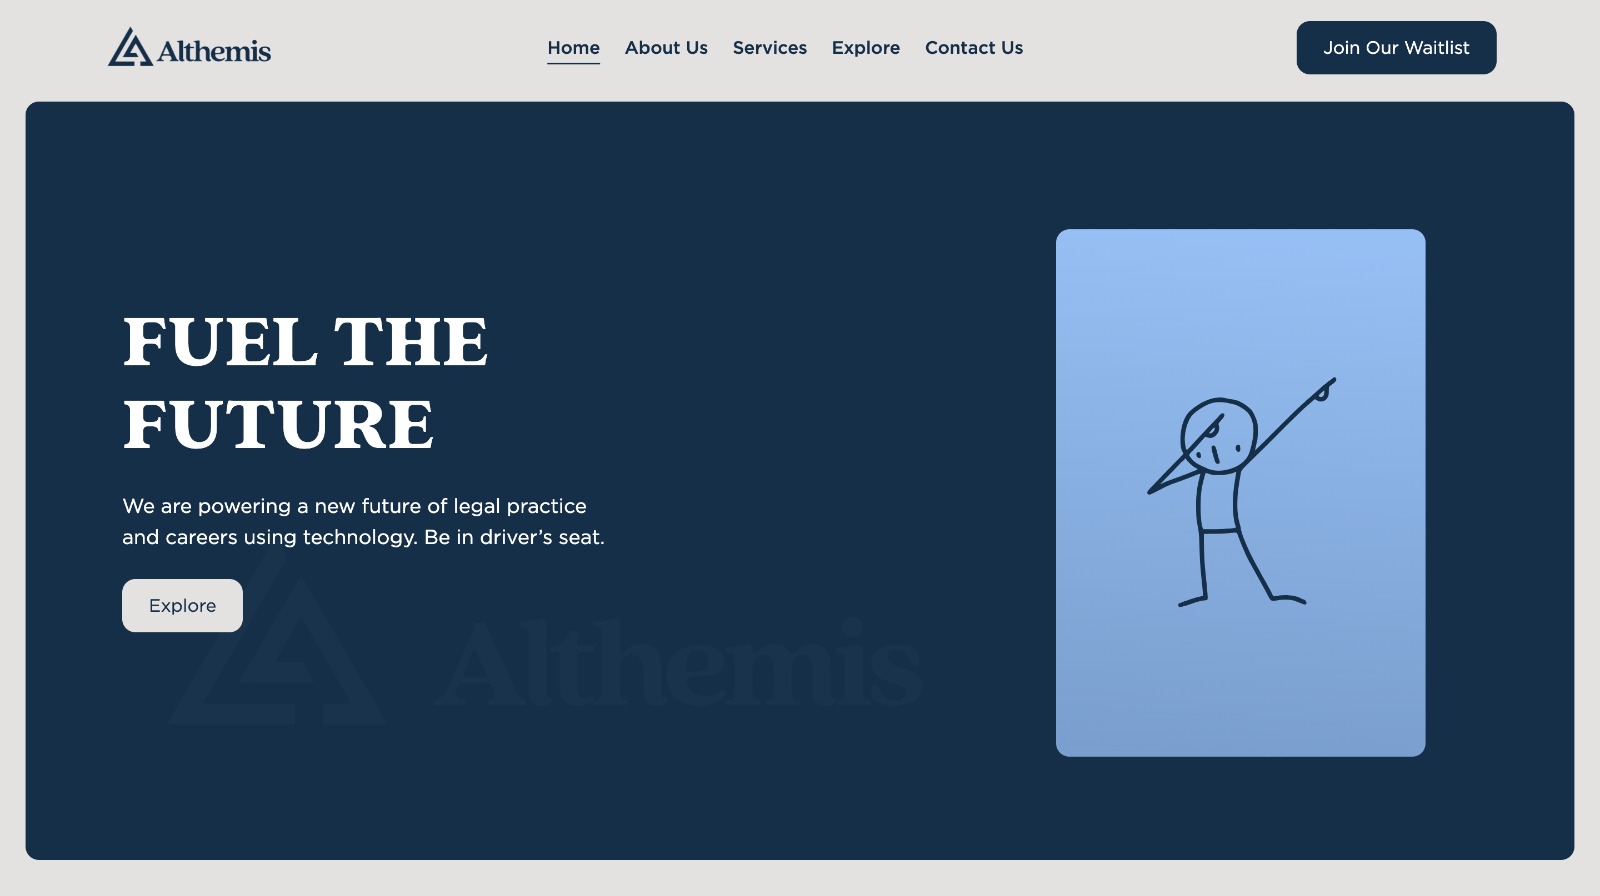 Althemis
Home About Us Services Explore Contact Us
Join Our Waitlist
FUEL THE
FUTURE
We are powering a new future of legal practice
and careers using technology. Be in driver’s seat.
Explore
Althemis